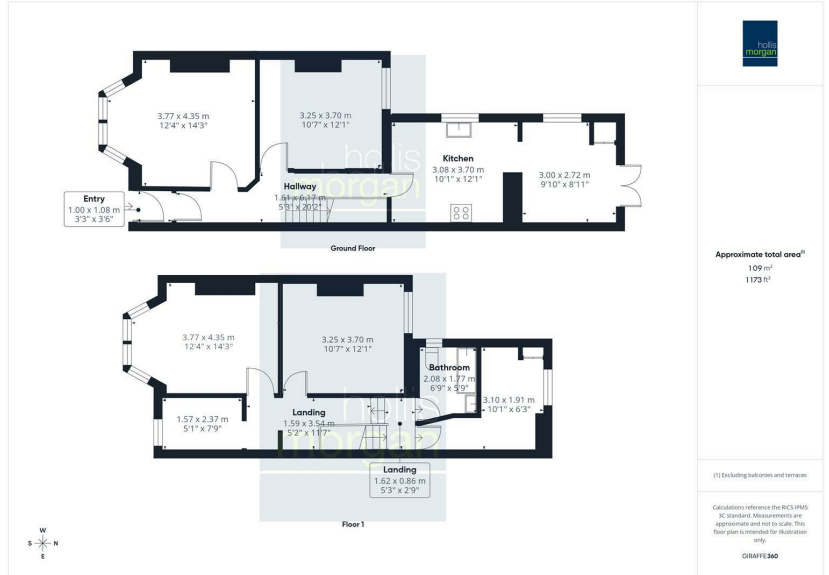 hollis
morgan
3.77 x 4.35 m
12'4" x 14'3"
3.25 x 3.70 m
10'7" x 12'1"
Kitchen
3.08 x 3.70 m
10'1" x 12'1"
3.00 x 2.72 m
9'10" x 8'11"
hollis
morgan
Entry
1.00 x 1.08 m
3'3" x 3'6"
Hallway
1.61 x 6.17 m
5'3" x 20'2"
Ground Floor
Approximate total area(1)
109 m²
1173 ft²
3.77 x 4.35 m
12'4" x 14'3"
3.25 x 3.70 m
10'7" x 12'1"
Bathroom
2.08 x 1.77 m
6'9" x 5'9"
3.10 x 1.91 m
10'1" x 6'3"
hollis
morgan
1.57 x 2.37 m
5'1" x 7'9"
Landing
1.59 x 3.54 m
5'2" x 11'7"
Landing
1.62 x 0.86 m
5'3" x 2'9"
Floor 1
(1) Excluding balconies and terraces
Calculations reference the RICS IPMS
3C standard. Measurements are
approximate and not to scale. This
floor plan is intended for illustration
only.
GIRAFFE360
W
S N
E